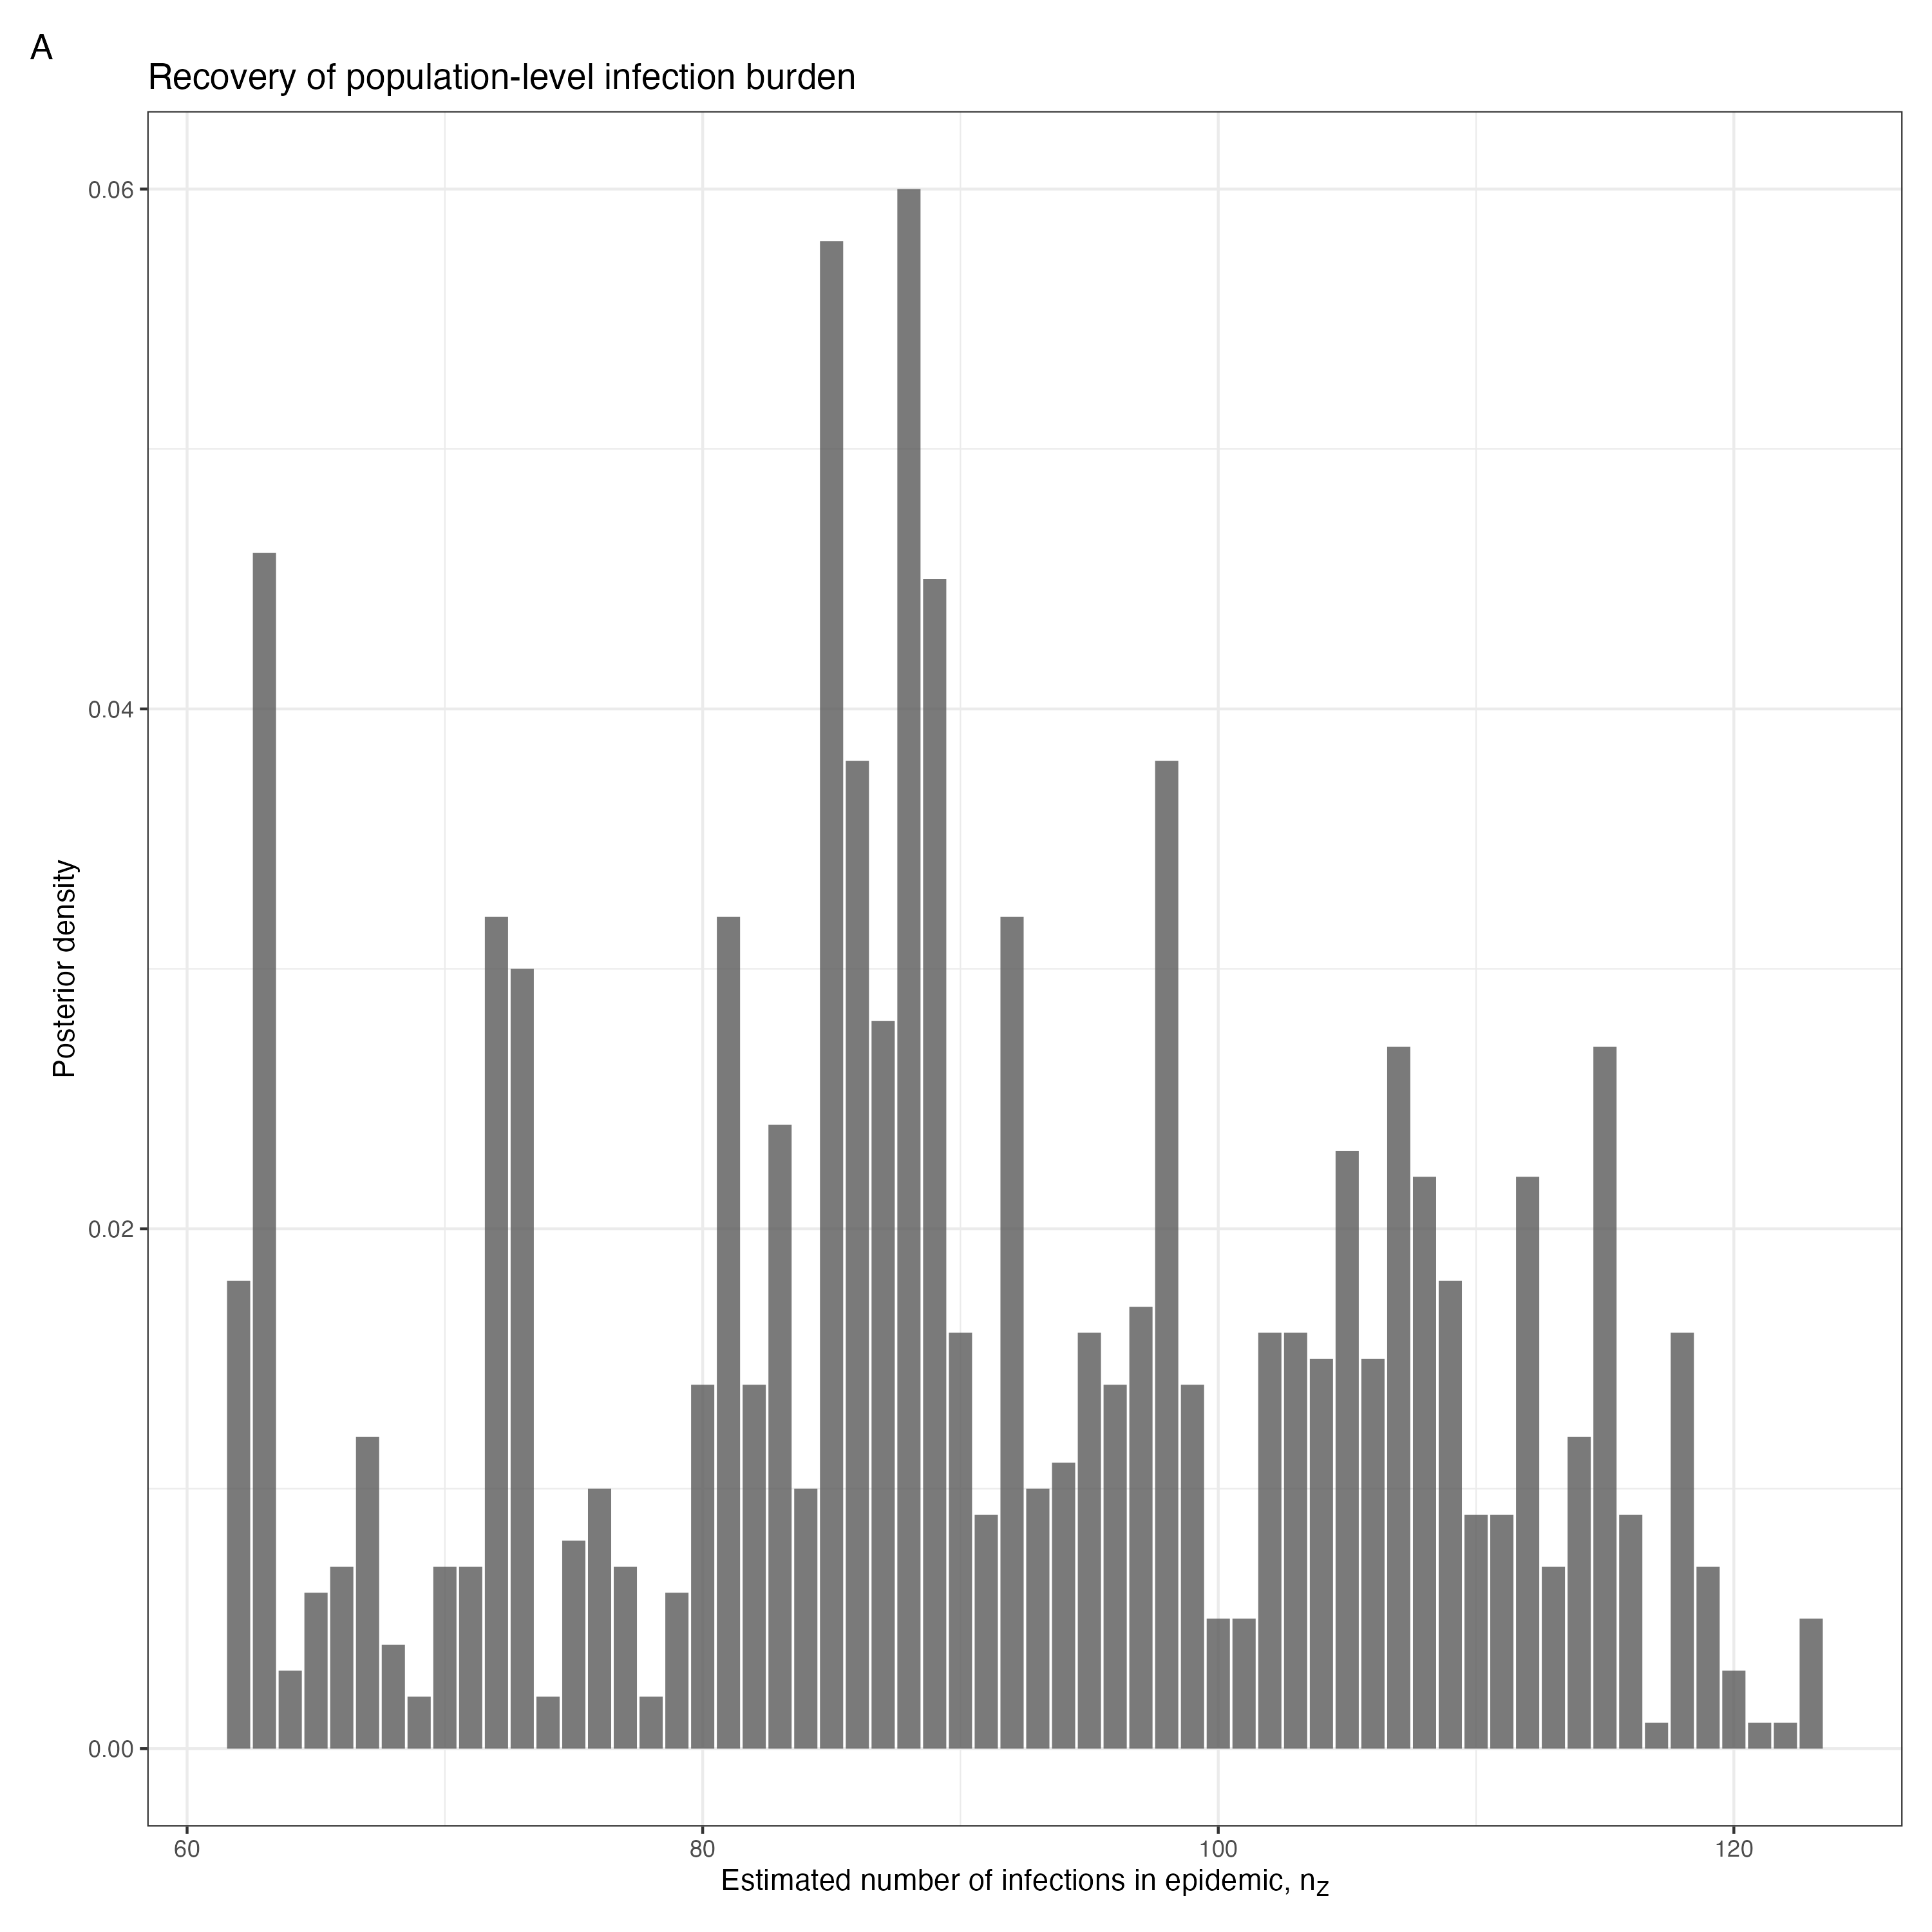 A
Recovery of population-level infection burden
0.06
0.04
0.02
0.00
Posterior density
60 80 100 120
Estimated number of infections in epidemic, nz